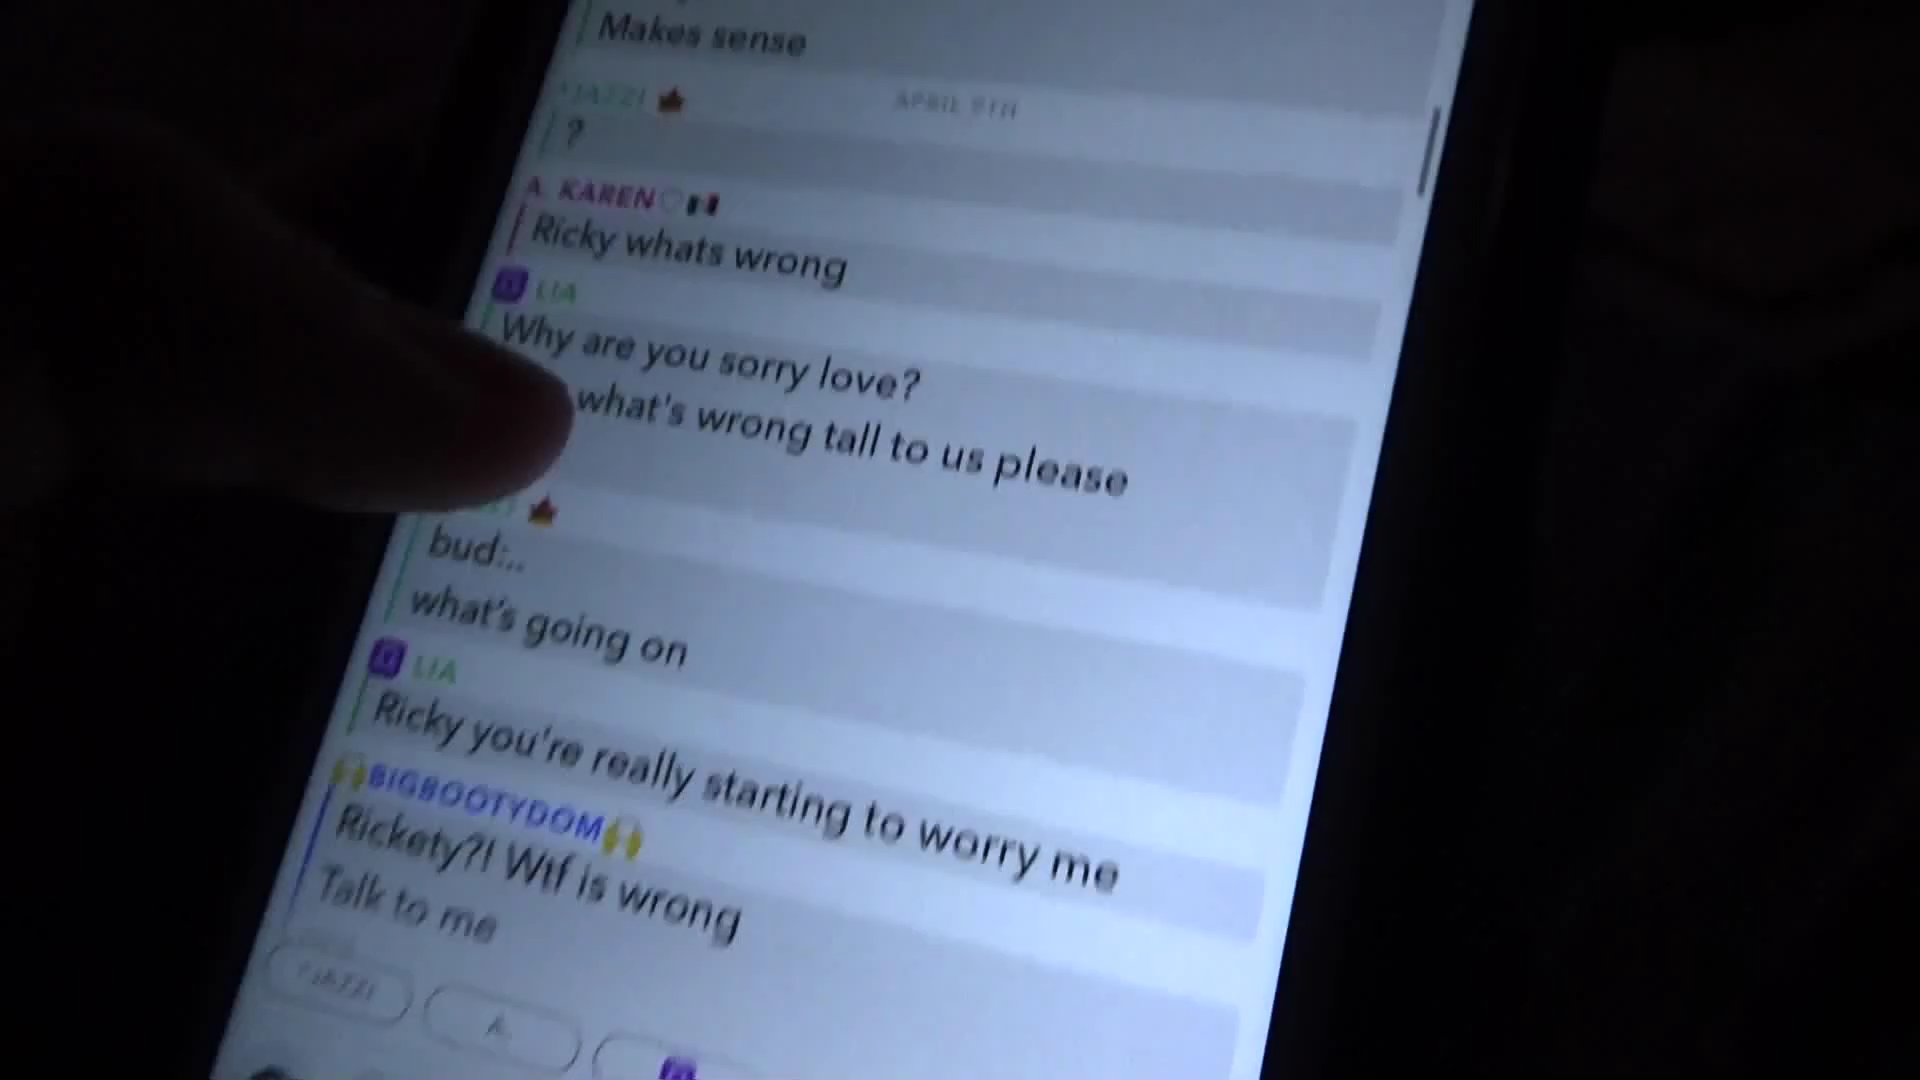 Makes sense
APRIL 9TH
JAZZI
?
A. KAREN
Ricky whats wrong
LIA
Why are you sorry love?
what's wrong tall to us please
bud:..
what's going on
LIA
Ricky you're really starting to worry me
BIGBOOTYDOM
Rickety?! Wtf is wrong
Talk to me
JAZZI
A.